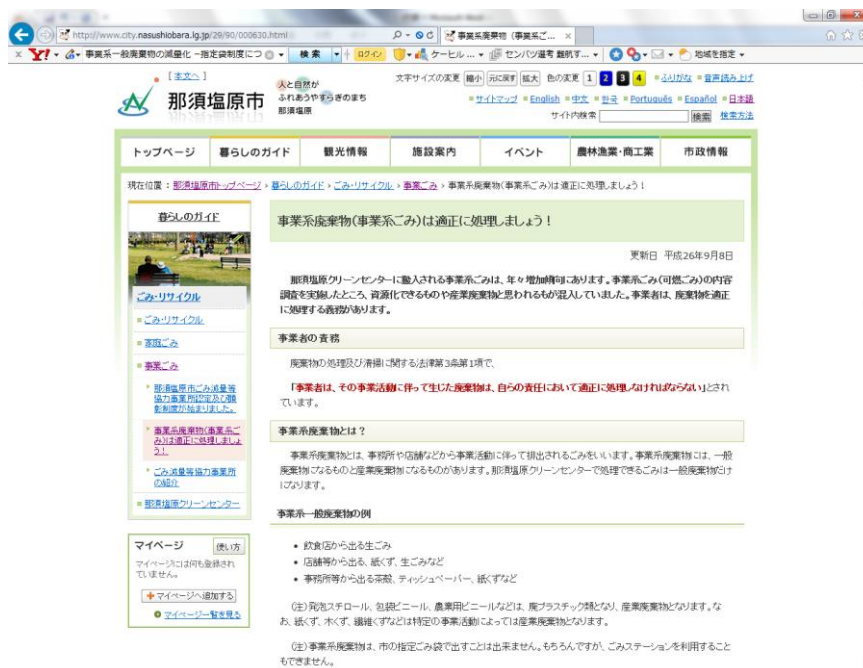 http://www.city.nasushiobara.lg.jp/29/90/000630.html
事業系廃棄物(事業系ご... ×
× Y! 事業系一般廃棄物の減量化 -指定袋制度につ 検索 ログイン ケーヒル... センバツ選考 難航す... 地域を指定
[本文へ]
那須塩原市
人と自然が
ふれあうやすらぎのまち
那須塩原
文字サイズの変更 縮小 元に戻す 拡大 色の変更 1 2 3 4 ふりがな 音声読み上げ
サイトマップ English 中文 한국 Português Español 日本語
サイト内検索 検索 検索方法
トップページ 暮らしのガイド 観光情報 施設案内 イベント 農林漁業・商工業 市政情報
現在位置：那須塩原市トップページ › 暮らしのガイド › ごみ・リサイクル › 事業ごみ › 事業系廃棄物(事業系ごみ)は適正に処理しましょう！
暮らしのガイド
ごみ・リサイクル
ごみ・リサイクル
家庭ごみ
事業ごみ
那須塩原市ごみ減量等
協力事業所認定及び顕
彰制度が始まりました。
事業系廃棄物(事業系ご
み)は適正に処理しましょ
う！
ごみ減量等協力事業所
の紹介
那須塩原クリーンセンター
マイページ 使い方
マイページには何も登録され
ていません。
マイページへ追加する
マイページ一覧を見る
事業系廃棄物(事業系ごみ)は適正に処理しましょう！
更新日 平成26年9月8日
那須塩原クリーンセンターに搬入される事業系ごみは、年々増加傾向にあります。事業系ごみ(可燃ごみ)の内容
調査を実施したところ、資源化できるものや産業廃棄物と思われるもが混入していました。事業者は、廃棄物を適正
に処理する義務があります。
事業者の責務
廃棄物の処理及び清掃に関する法律第3条第1項で、
「事業者は、その事業活動に伴って生じた廃棄物は、自らの責任において適正に処理しなければならない」とされ
ています。
事業系廃棄物とは？
事業系廃棄物とは、事務所や店舗などから事業活動に伴って排出されるごみをいいます。事業系廃棄物には、一般
廃棄物になるものと産業廃棄物になるものがあります。那須塩原クリーンセンターで処理できるごみは一般廃棄物だけ
になります。
事業系一般廃棄物の例
• 飲食店から出る生ごみ
• 店舗等から出る、紙くず、生ごみなど
• 事務所等から出る茶殻、ティッシュペーパー、紙くずなど
(注)発泡スチロール、包装ビニール、農業用ビニールなどは、廃プラスチック類となり、産業廃棄物となります。な
お、紙くず、木くず、繊維くずなどは特定の事業活動によっては産業廃棄物となります。
(注)事業系廃棄物は、市の指定ごみ袋で出すことは出来ません。もちろんですが、ごみステーションを利用すること
もできません。